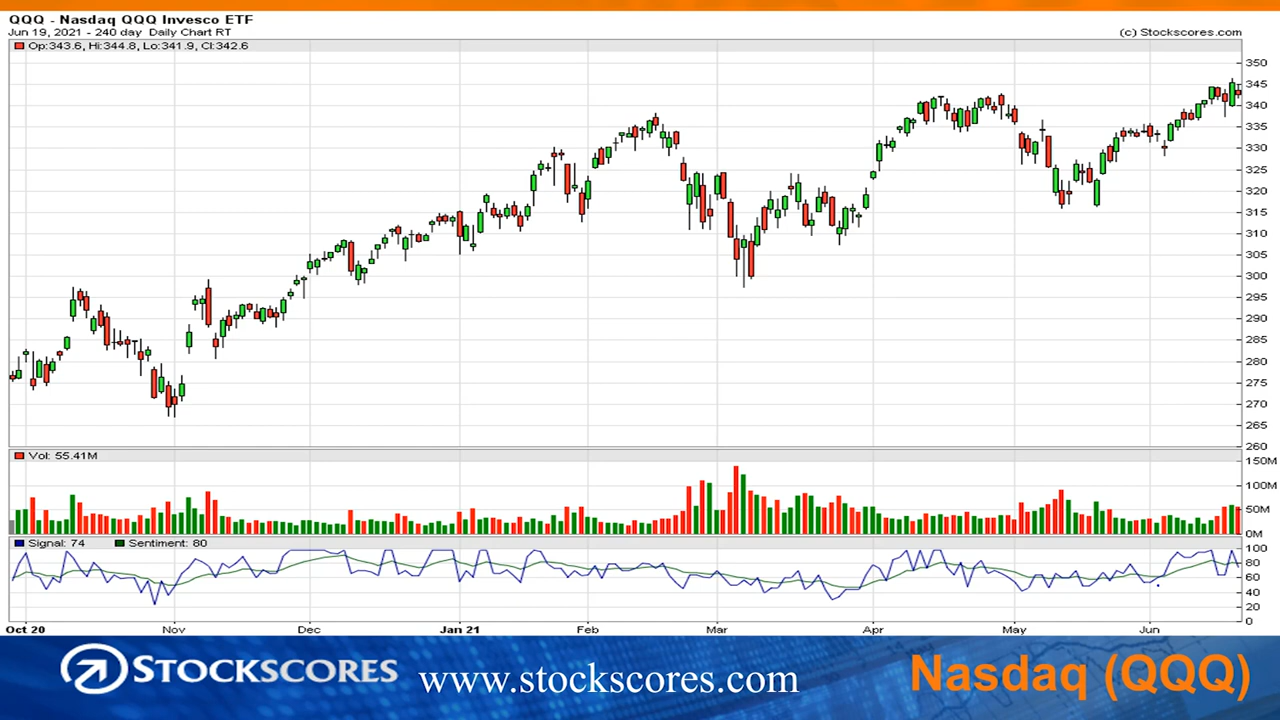 QQQ - Nasdaq QQQ Invesco ETF
Jun 19, 2021 - 240 day Daily Chart RT
(c) Stockscores.com
Op:343.6, Hi:344.8, Lo:341.9, Cl:342.6
350
345
340
335
330
325
320
315
310
305
300
295
290
285
280
275
270
265
260
Vol: 55.41M
150M
100M
50M
0M
Signal: 74 Sentiment: 80
100
80
60
40
20
0
Oct 20 Nov Dec Jan 21 Feb Mar Apr May Jun
STOCKSCORES www.stockscores.com Nasdaq (QQQ)